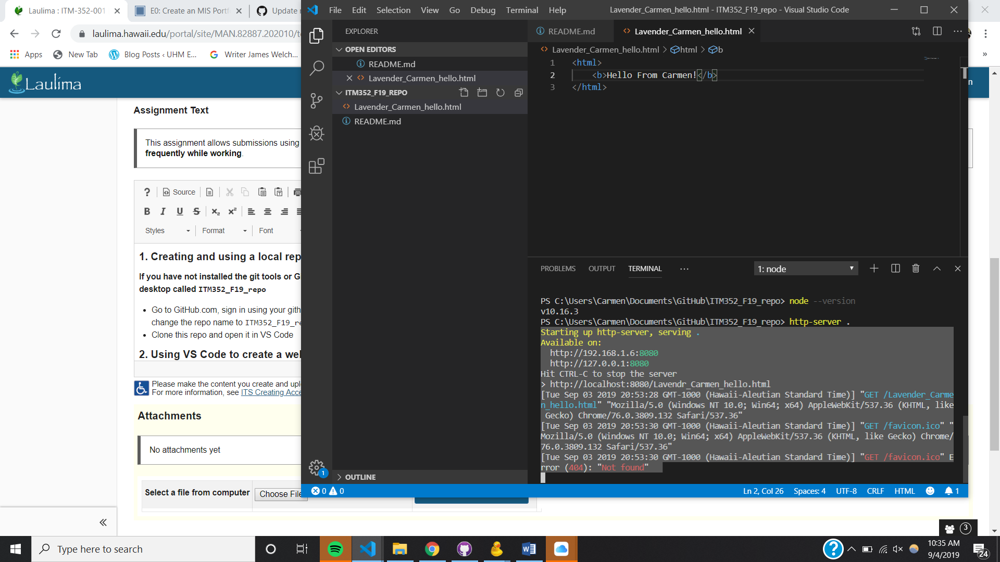 Laulima : ITM-352-001
E0: Create an MIS Portf
Update r
laulima.hawaii.edu/portal/site/MAN.82887.202010/t
Apps
New Tab
Blog Posts ‹ UHM E...
Writer James Welch...
»
Laulima
n
Assignment Text
This assignment allows submissions using
frequently while working.
? Source
B I U S x₂ x²
Styles Format Font
1. Creating and using a local rep
If you have not installed the git tools or G
desktop called ITM352_F19_repo
• Go to GitHub.com, sign in using your gith
change the repo name to ITM352_F19_re
• Clone this repo and open it in VS Code
2. Using VS Code to create a wel
Please make the content you create and upl
For more information, see ITS Creating Acce
Attachments
No attachments yet
Select a file from computer
Choose File
«
File Edit Selection View Go Debug Terminal Help
Lavender_Carmen_hello.html - ITM352_F19_repo - Visual Studio Code
EXPLORER
OPEN EDITORS
README.md
Lavender_Carmen_hello.html
ITM352_F19_REPO
Lavender_Carmen_hello.html
README.md
OUTLINE
1
README.md
Lavender_Carmen_hello.html
Lavender_Carmen_hello.html > html > b
1 <html>
2 <b>Hello From Carmen!</b>
3 </html>
PROBLEMS OUTPUT TERMINAL ...
1: node
PS C:\Users\Carmen\Documents\GitHub\ITM352_F19_repo> node --version
v10.16.3
PS C:\Users\Carmen\Documents\GitHub\ITM352_F19_repo> http-server .
Starting up http-server, serving .
Available on:
http://192.168.1.6:8080
http://127.0.0.1:8080
Hit CTRL-C to stop the server
> http://localhost:8080/Lavendr_Carmen_hello.html
[Tue Sep 03 2019 20:53:28 GMT-1000 (Hawaii-Aleutian Standard Time)] "GET /Lavender_Carme
n_hello.html" "Mozilla/5.0 (Windows NT 10.0; Win64; x64) AppleWebKit/537.36 (KHTML, like
Gecko) Chrome/76.0.3809.132 Safari/537.36"
[Tue Sep 03 2019 20:53:30 GMT-1000 (Hawaii-Aleutian Standard Time)] "GET /favicon.ico" "
Mozilla/5.0 (Windows NT 10.0; Win64; x64) AppleWebKit/537.36 (KHTML, like Gecko) Chrome/
76.0.3809.132 Safari/537.36"
[Tue Sep 03 2019 20:53:30 GMT-1000 (Hawaii-Aleutian Standard Time)] "GET /favicon.ico" E
rror (404): "Not found"
0 0
Ln 2, Col 26 Spaces: 4 UTF-8 CRLF HTML 1
3
Type here to search
10:35 AM
9/4/2019
24